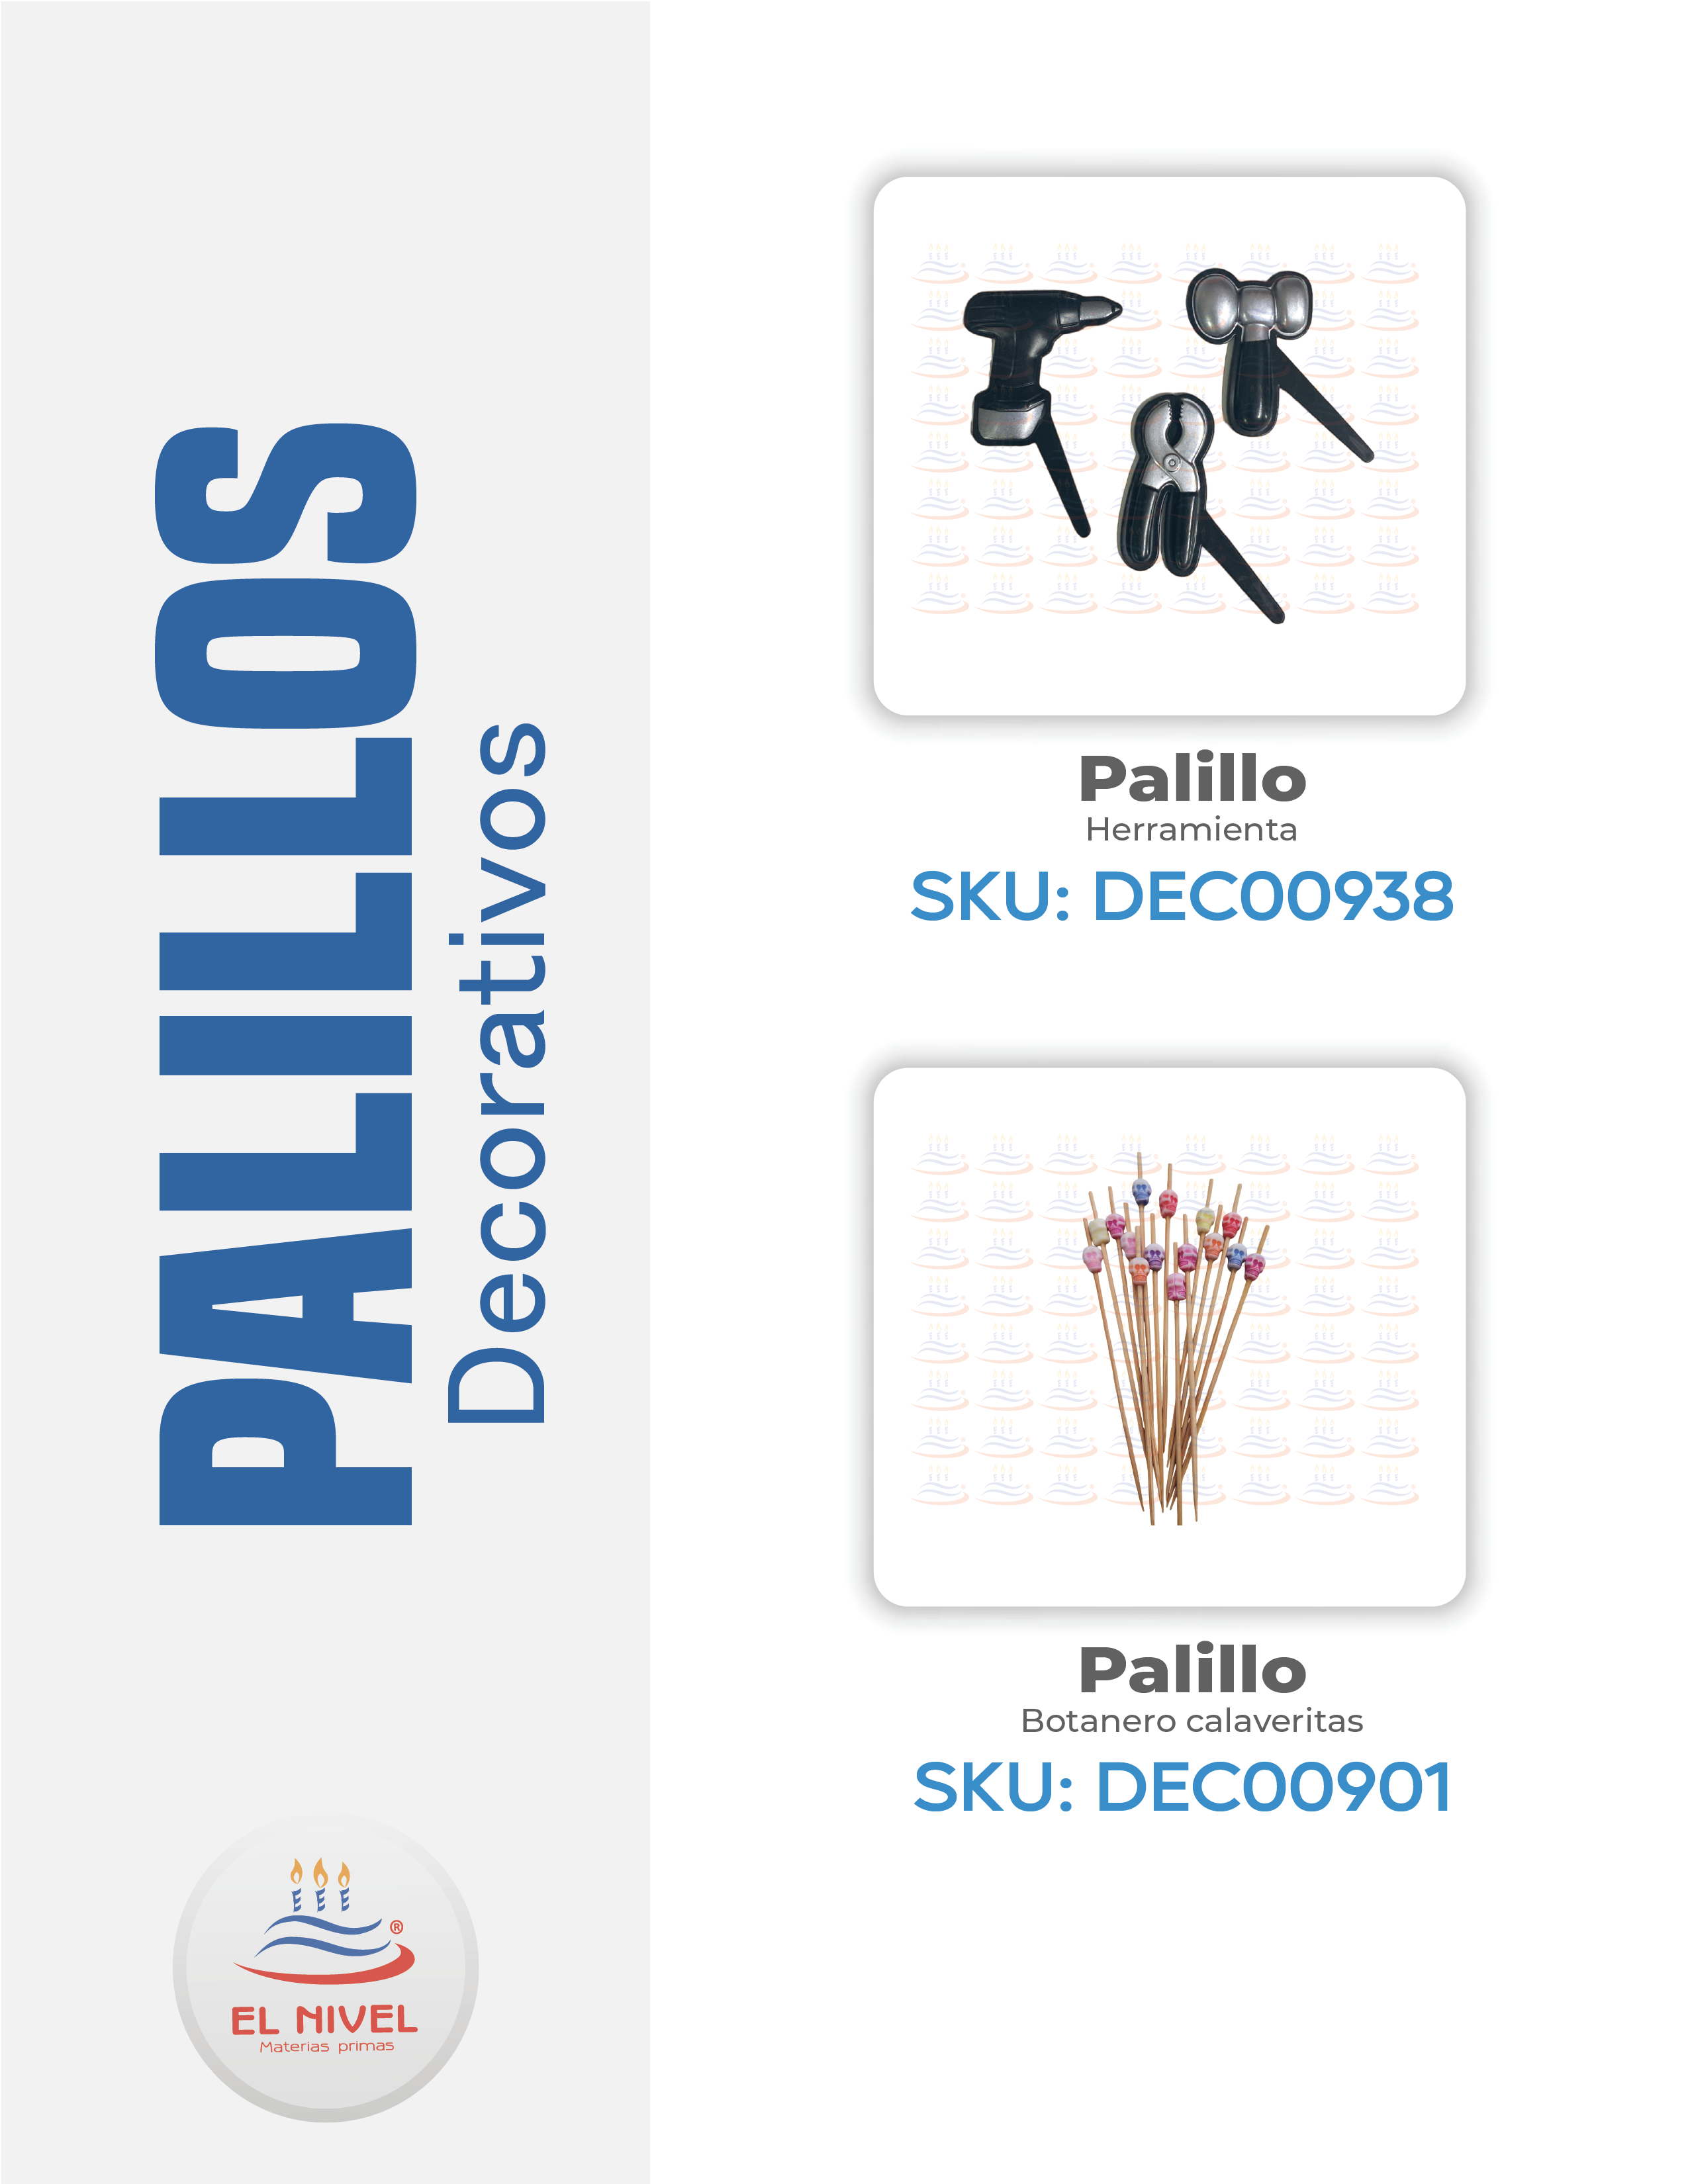 PALILLOS
Decorativos
Palillo
Herramienta
SKU: DEC00938
Palillo
Botanero calaveritas
SKU: DEC00901
®
EL NIVEL
Materias primas